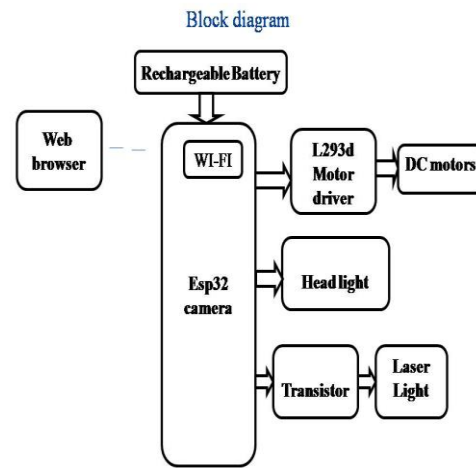 Block diagram
Rechargeable Battery
Web
browser
WI-FI
L293d
Motor
driver
DC motors
Esp32
camera
Head light
Transistor
Laser
Light